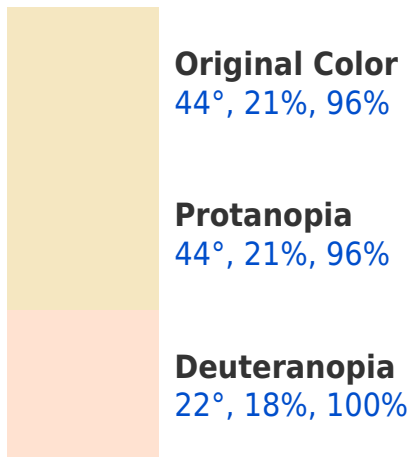 Original Color
44°, 21%, 96%
Protanopia
44°, 21%, 96%
Deuteranopia
22°, 18%, 100%